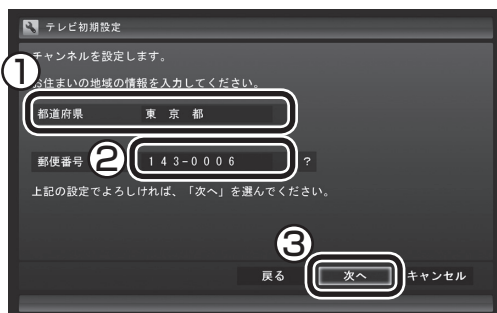 テレビ初期設定
チャンネルを設定します。
①
お住まいの地域の情報を入力してください。
都道府県 東京都
郵便番号 ② 143-0006 ?
上記の設定でよろしければ、「次へ」を選んでください。
③
戻る 次へ キャンセル